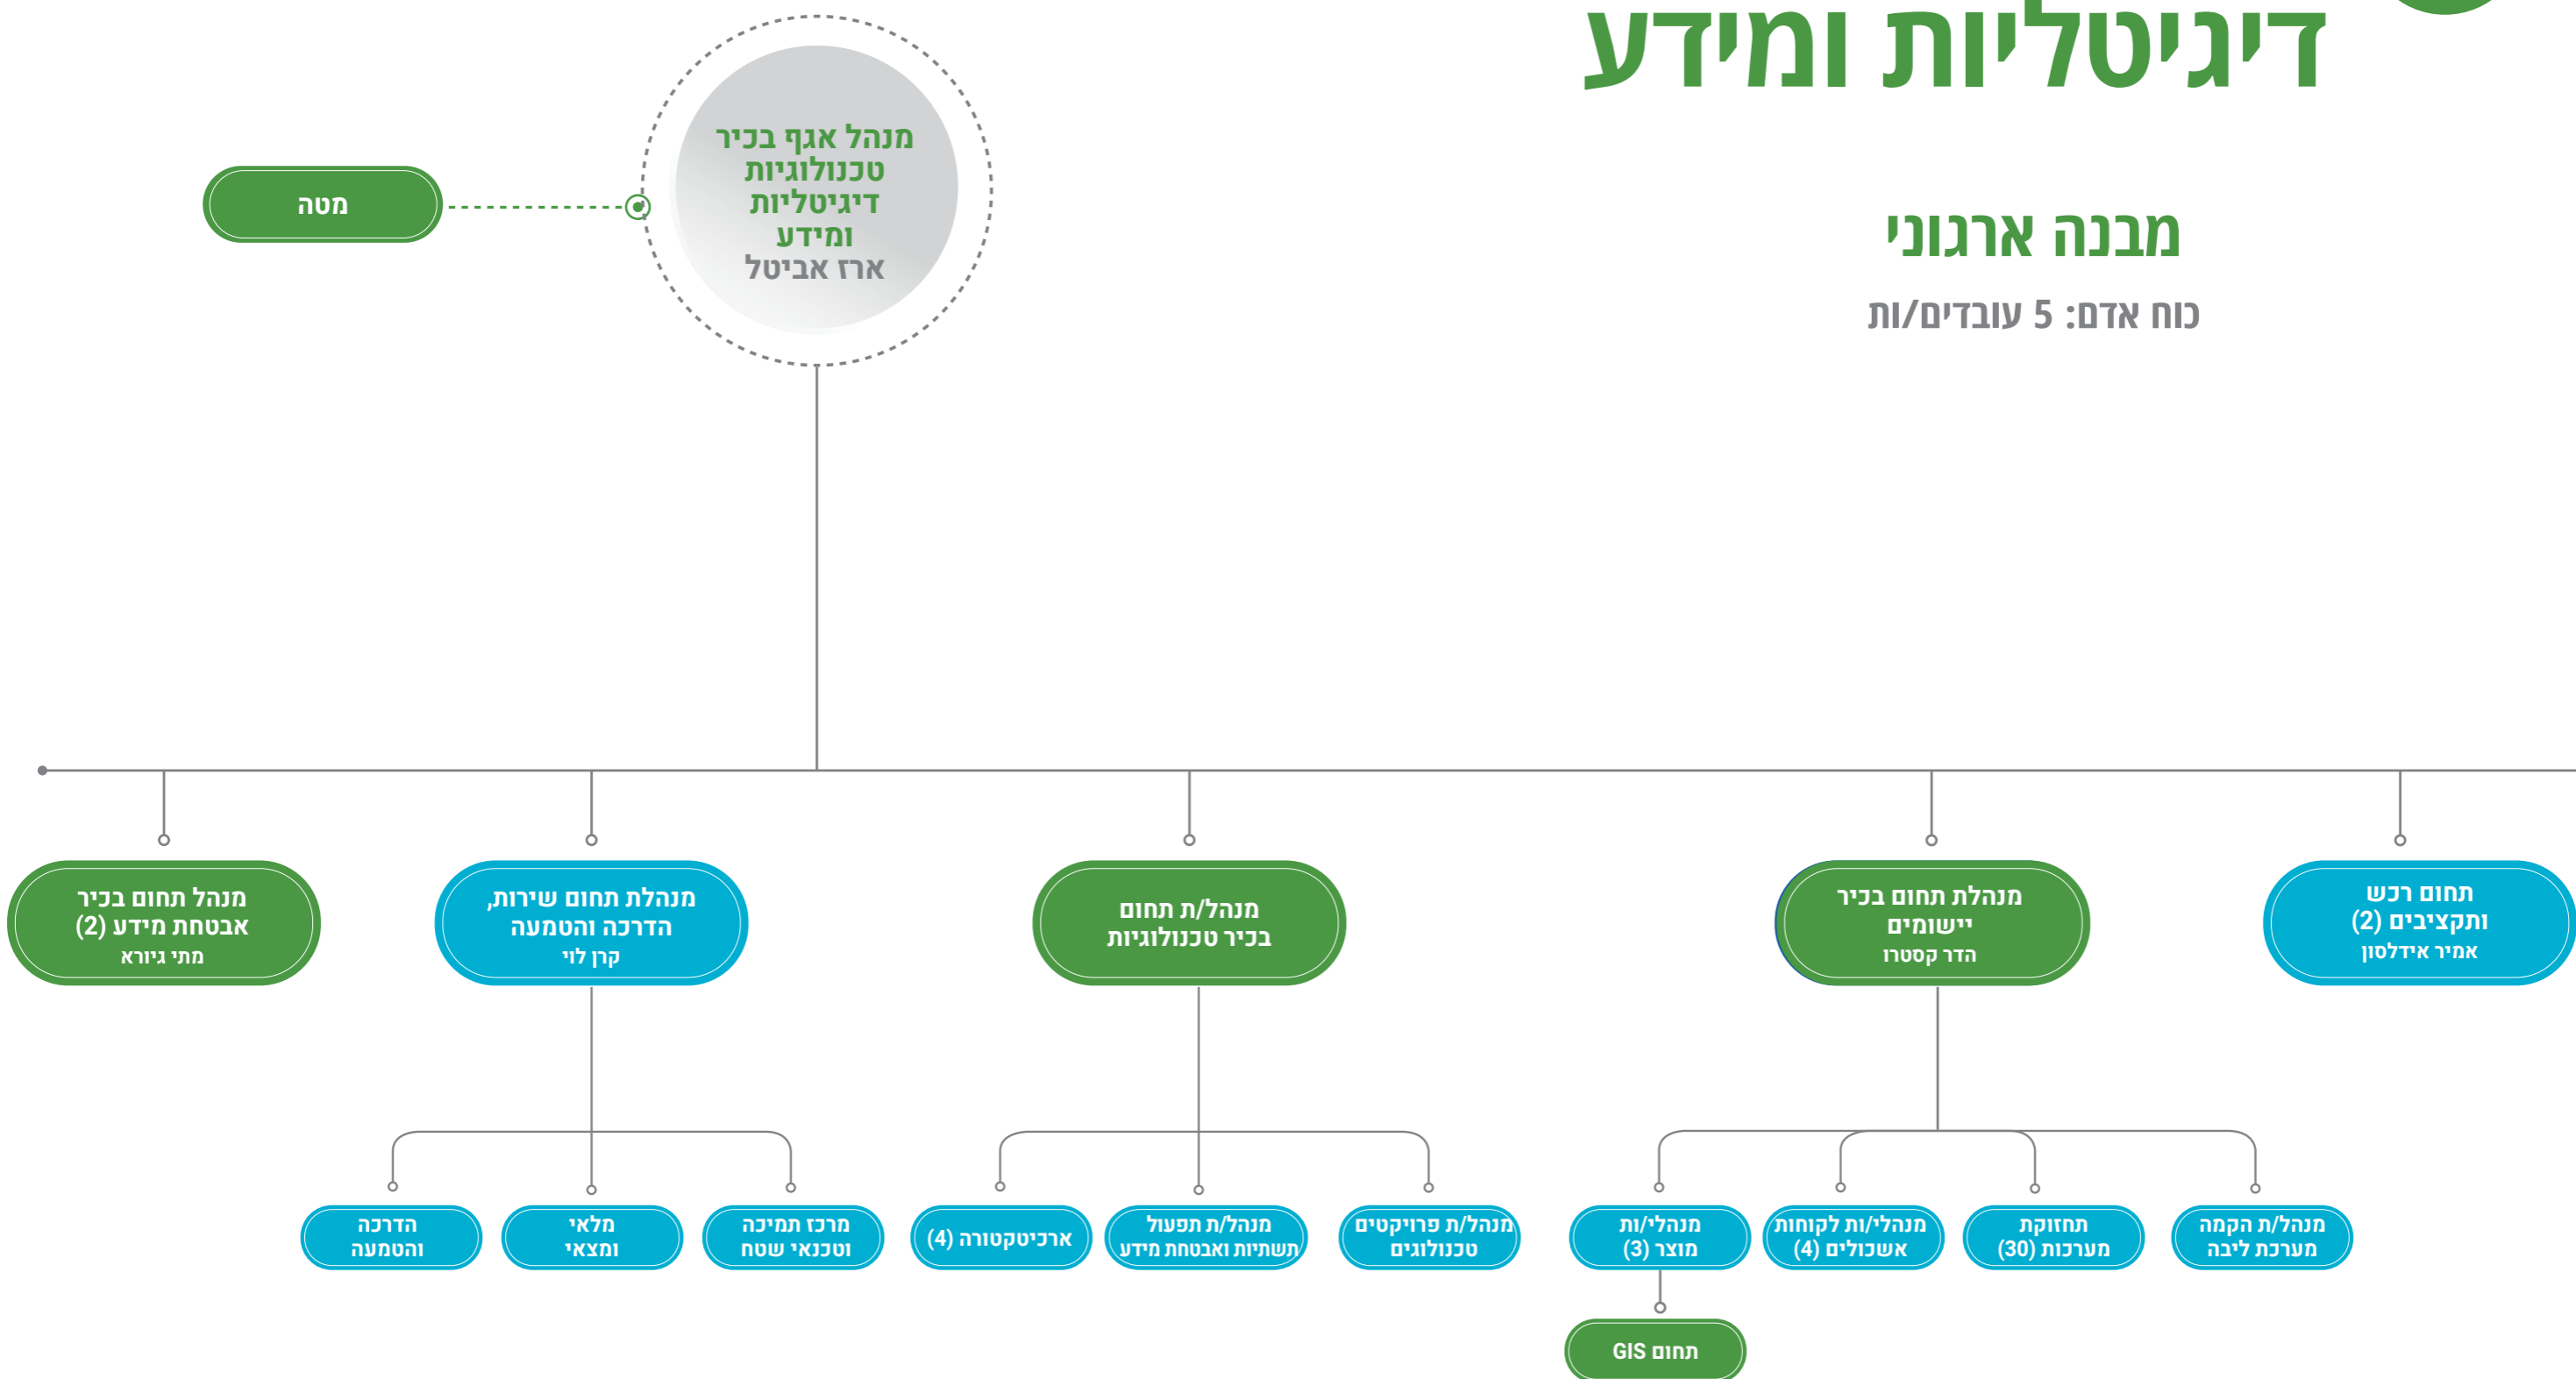 דיגיטליות ומידע
מבנה ארגוני
כוח אדם: 5 עובדים/ות
מנהל אגף בכיר
טכנולוגיות
דיגיטליות
ומידע
ארז אביטל
מטה
תחום רכש
ותקציבים (2)
אמיר אידלסון
מנהלת תחום בכיר
יישומים
הדר קסטרו
מנהל/ת תחום
בכיר טכנולוגיות
מנהלת תחום שירות,
הדרכה והטמעה
קרן לוי
מנהל תחום בכיר
אבטחת מידע (2)
מתי גיורא
מנהל/ת הקמה
מערכת ליבה
תחזוקת
מערכות (30)
מנהלי/ות לקוחות
אשכולים (4)
מנהלי/ות
מוצר (3)
תחום GIS
מנהל/ת פרויקטים
טכנולוגים
מנהל/ת תפעול
תשתיות ואבטחת מידע
ארכיטקטורה (4)
מרכז תמיכה
וטכנאי שטח
מלאי
ומצאי
הדרכה
והטמעה